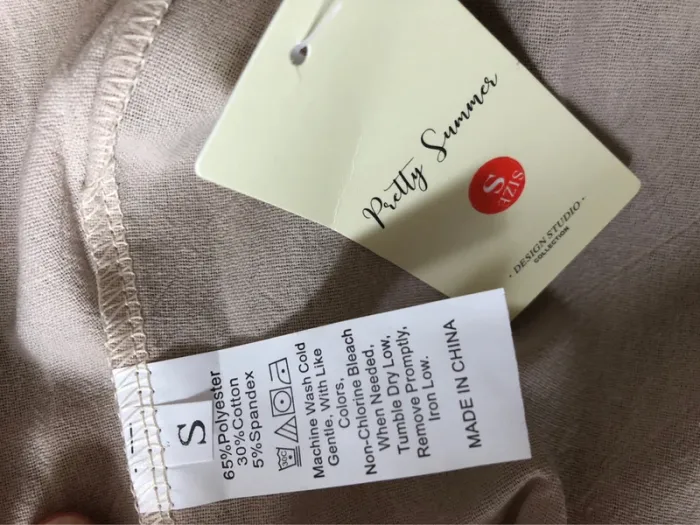 Pretty Summer
SIZE
S
· DESIGN STUDIO ·
COLLECTION
S
65%Polyester
30%Cotton
5%Spandex
30C
Machine Wash Cold
Gentle, With Like
Colors,
Non-Chlorine Bleach
When Needed,
Tumble Dry Low,
Remove Promptly,
Iron Low.
MADE IN CHINA